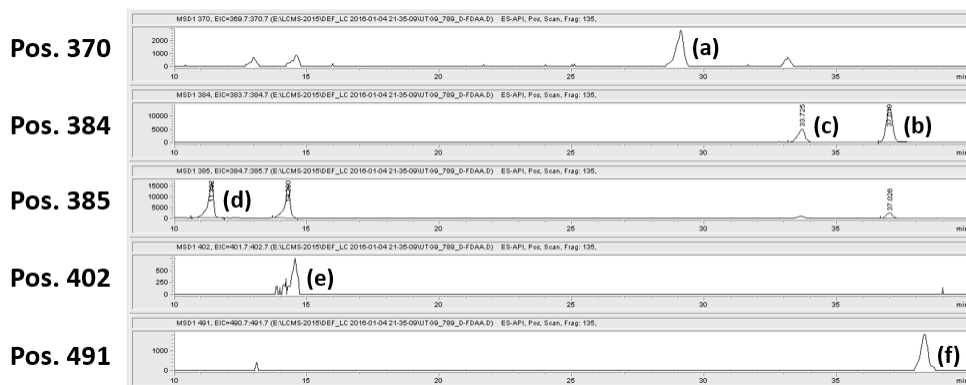 MSD1 370, EIC=369.7:370.7 (E:\LCMS-2015\DEF_LC 2016-01-04 21-35-09\UTG9_789_D-FDAA.D)    ES-API, Pos, Scan, Frag: 135,
Pos. 370
2000
1000
0
(a)
10 15 20 25 30 35 min
MSD1 384, EIC=383.7:384.7 (E:\LCMS-2015\DEF_LC 2016-01-04 21-35-09\UTG9_789_D-FDAA.D)    ES-API, Pos, Scan, Frag: 135,
Pos. 384
10000
5000
0
33.725
(c)
(b)
10 15 20 25 30 35 min
MSD1 385, EIC=384.7:385.7 (E:\LCMS-2015\DEF_LC 2016-01-04 21-35-09\UTG9_789_D-FDAA.D)    ES-API, Pos, Scan, Frag: 135,
Pos. 385
15000
10000
5000
0
(d)
37.026
10 15 20 25 30 35 min
MSD1 402, EIC=401.7:402.7 (E:\LCMS-2015\DEF_LC 2016-01-04 21-35-09\UTG9_789_D-FDAA.D)    ES-API, Pos, Scan, Frag: 135,
Pos. 402
500
250
0
(e)
10 15 20 25 30 35 min
MSD1 491, EIC=490.7:491.7 (E:\LCMS-2015\DEF_LC 2016-01-04 21-35-09\UTG9_789_D-FDAA.D)    ES-API, Pos, Scan, Frag: 135,
Pos. 491
1000
0
(f)
10 15 20 25 30 35 min